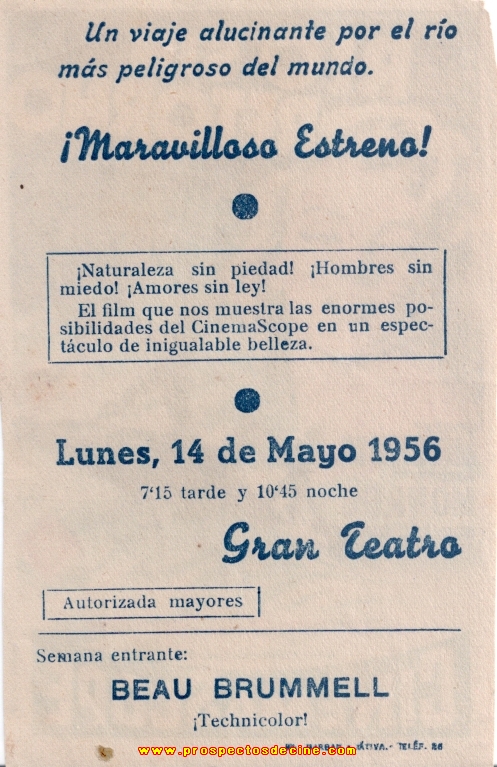 Un viaje alucinante por el río
más peligroso del mundo.
¡Maravilloso Estreno!
¡Naturaleza sin piedad! ¡Hombres sin
miedo! ¡Amores sin ley!
El film que nos muestra las enormes po-
sibilidades del CinemaScope en un espec-
táculo de inigualable belleza.
Lunes, 14 de Mayo 1956
7'15 tarde y 10'45 noche
Gran Teatro
Autorizada mayores
Semana entrante:
BEAU BRUMMELL
¡Technicolor!
TELÉF. 26
www.prospectosdecine.com